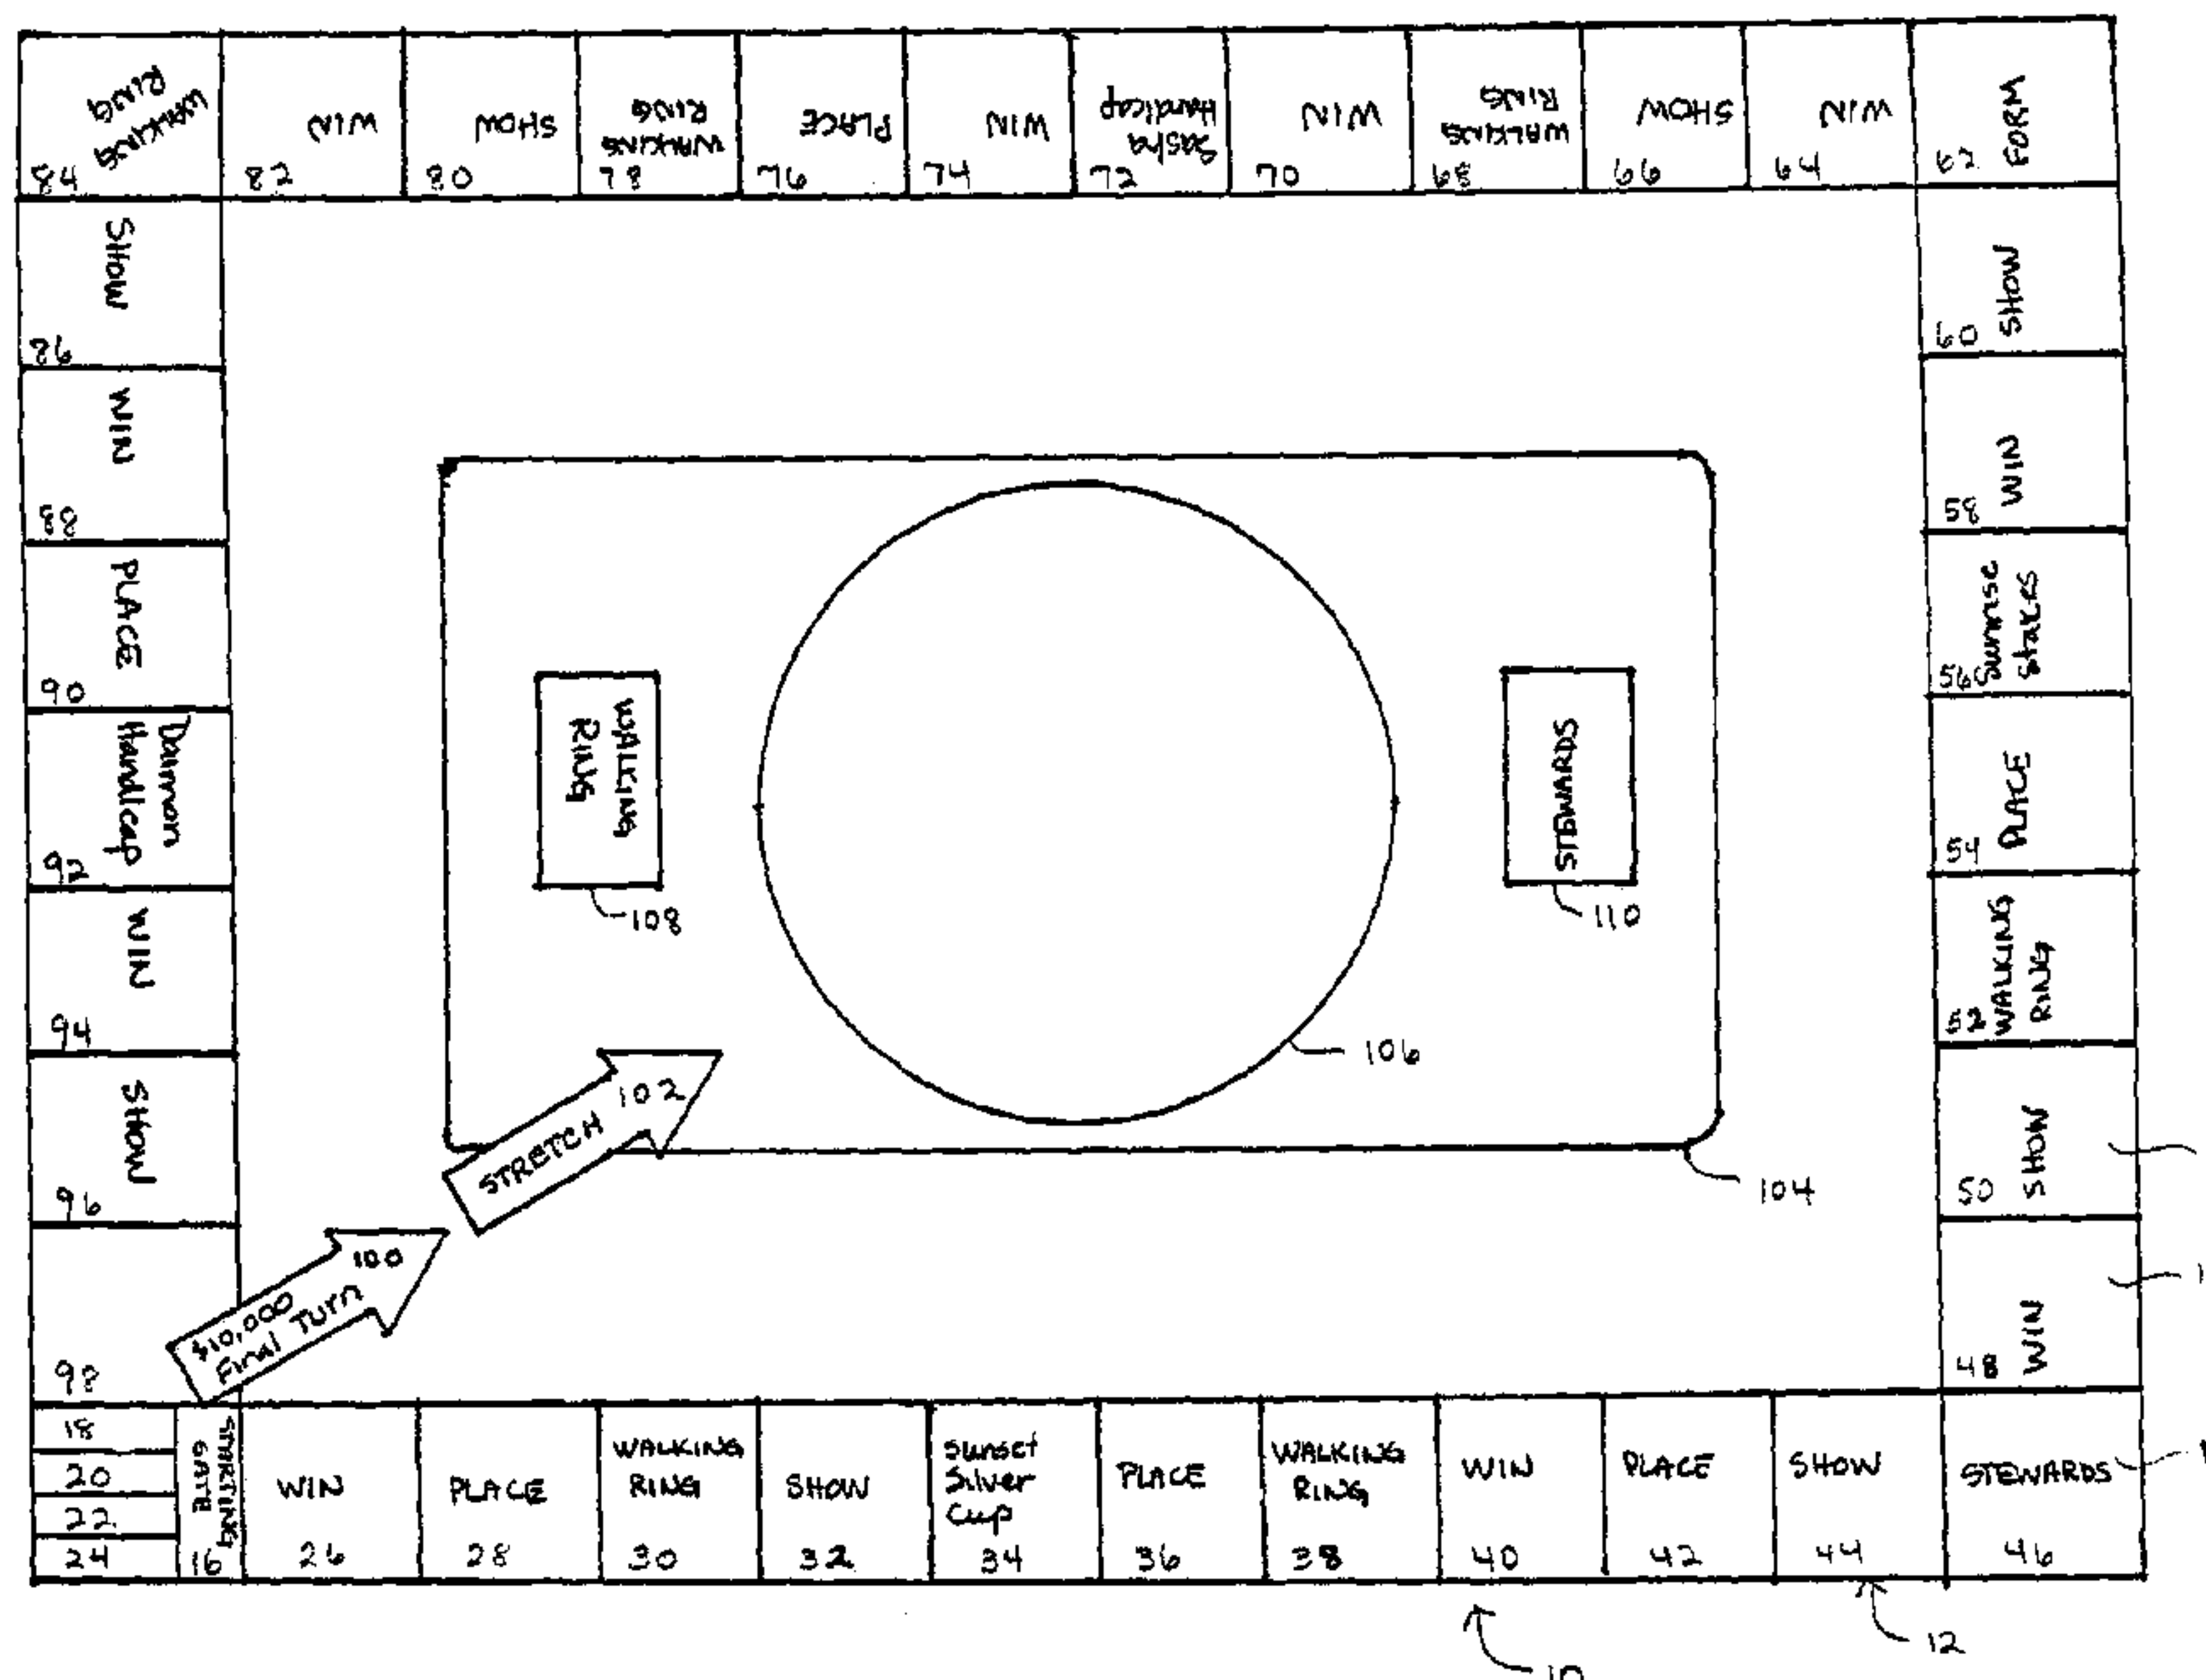 WALKING
RING
84
WIN
82
SHOW
80
WALKING
RING
78
PLACE
76
WIN
74
Sasha
Handicap
72
WIN
70
WALKING
RING
68
SHOW
66
WIN
64
FORM
62
SHOW
86
WIN
88
PLACE
90
Damon
Handicap
92
WIN
94
SHOW
96
98
SHOW
60
WIN
58
Sunrise
Stakes
56
PLACE
54
WALKING
RING
52
SHOW
50
WIN
48
WALKING
RING
108
STEWARDS
110
106
104
STRETCH
102
$10,000
Final Turn
100
18
20
22
24
STARTING
GATE
16
WIN
26
PLACE
28
WALKING
RING
30
SHOW
32
Sunset
Silver
Cup
34
PLACE
36
WALKING
RING
38
WIN
40
PLACE
42
SHOW
44
STEWARDS
46
12
10